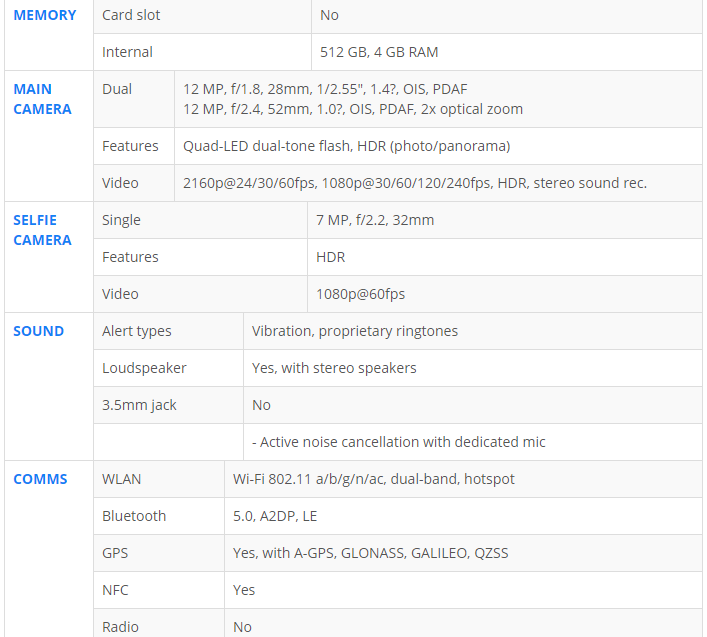 MEMORY
Card slot
No
Internal
512 GB, 4 GB RAM
MAIN
CAMERA
Dual
12 MP, f/1.8, 28mm, 1/2.55", 1.4?, OIS, PDAF
12 MP, f/2.4, 52mm, 1.0?, OIS, PDAF, 2x optical zoom
Features
Quad-LED dual-tone flash, HDR (photo/panorama)
Video
2160p@24/30/60fps, 1080p@30/60/120/240fps, HDR, stereo sound rec.
SELFIE
CAMERA
Single
7 MP, f/2.2, 32mm
Features
HDR
Video
1080p@60fps
SOUND
Alert types
Vibration, proprietary ringtones
Loudspeaker
Yes, with stereo speakers
3.5mm jack
No
- Active noise cancellation with dedicated mic
COMMS
WLAN
Wi-Fi 802.11 a/b/g/n/ac, dual-band, hotspot
Bluetooth
5.0, A2DP, LE
GPS
Yes, with A-GPS, GLONASS, GALILEO, QZSS
NFC
Yes
Radio
No